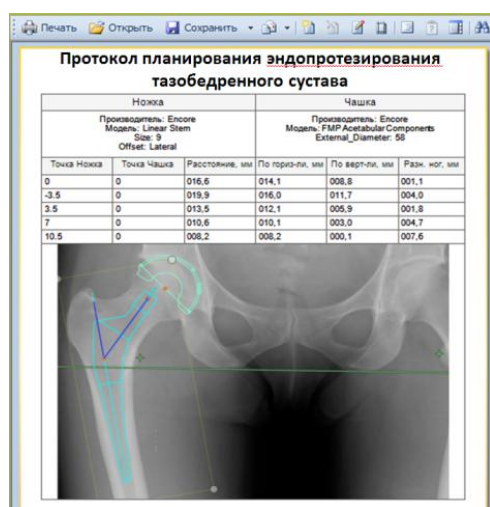 Печать Открыть Сохранить
Протокол планирования эндопротезирования
тазобедренного сустава
Ножка Чашка
Производитель: Encore Производитель: Encore
Модель: Linear Stem Модель: FMP Acetabular Components
Size: 9 External_Diameter: 58
Offset: Lateral
Точка Ножка Точка Чашка Расстояние, мм По гориз-ли, мм По верт-ли, мм Разн. ног, мм
0 0 016,6 014,1 008,8 001,1
-3.5 0 019,9 016,0 011,7 004,0
3.5 0 013,5 012,1 005,9 001,8
7 0 010,6 010,1 003,0 004,7
10.5 0 008,2 008,2 000,1 007,6